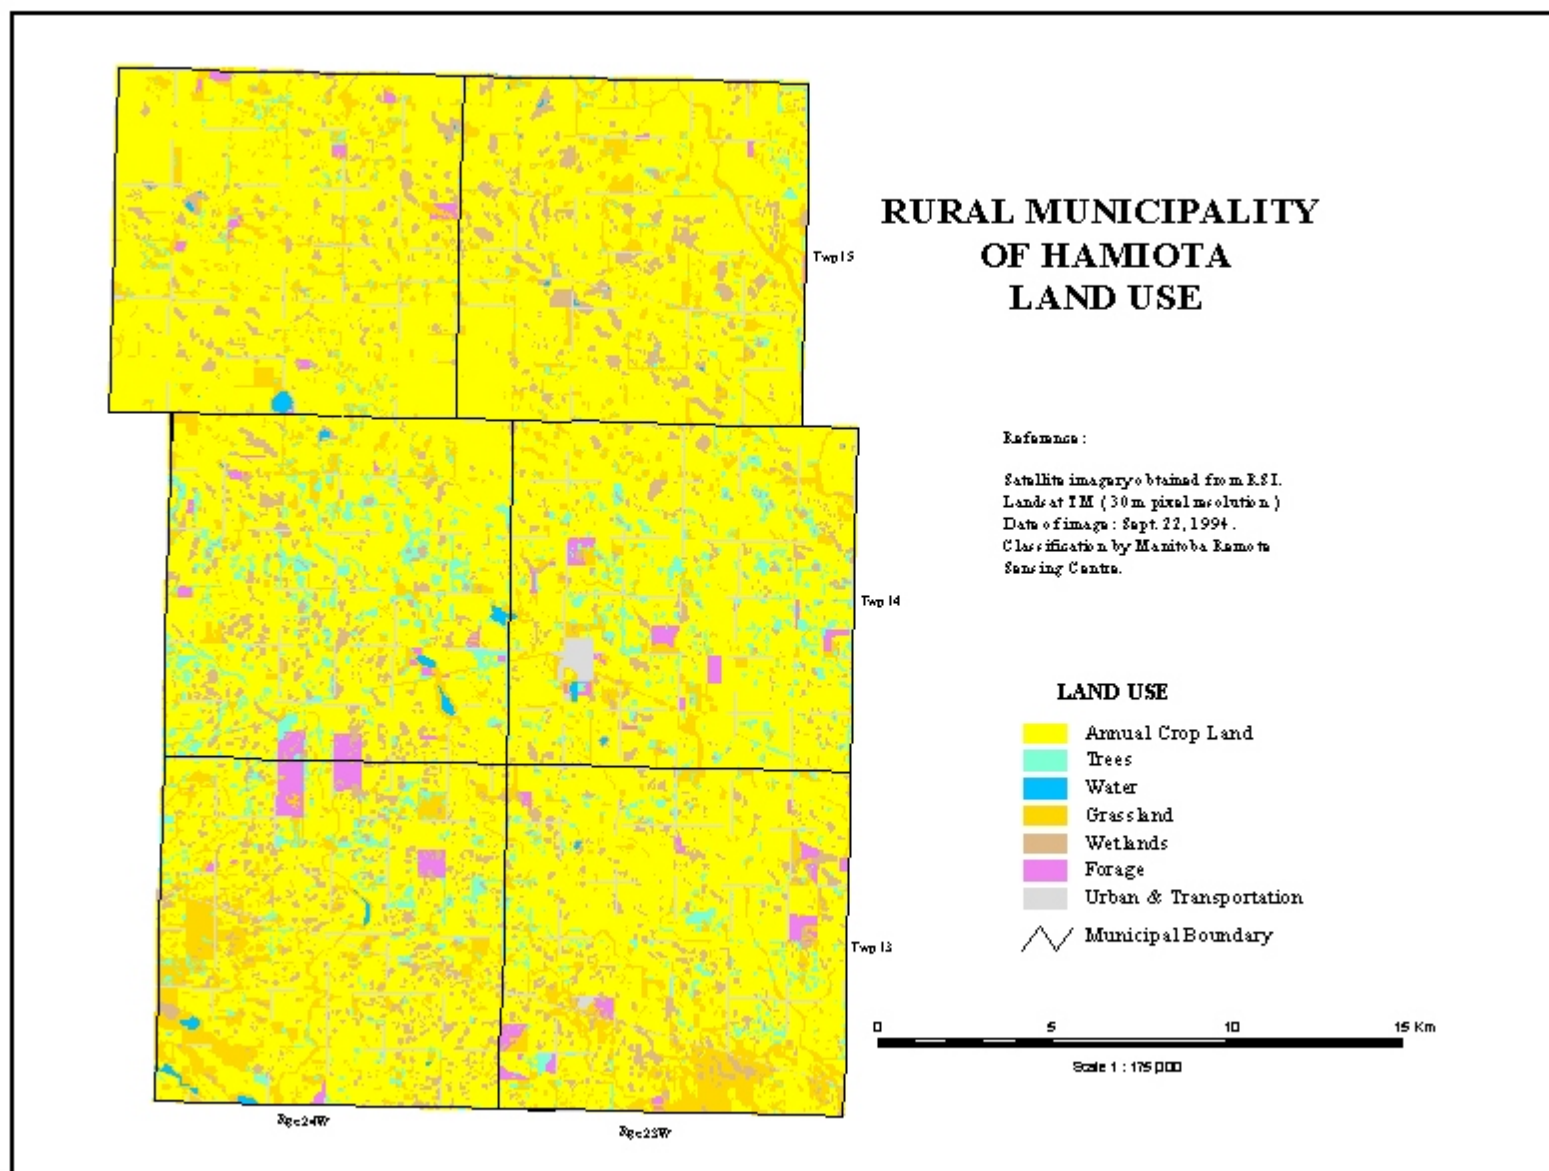 RURAL MUNICIPALITY
OF HAMIOTA
LAND USE
Twp 15
Reference :
Satellite imagery obtained from RSI.
Landsat TM ( 30 m pixel resolution )
Date of image : Sept. 22, 1994 .
Classification by Manitoba Remote
Sensing Centre.
Twp 14
LAND USE
Annual Crop Land
Trees
Water
Grassland
Wetlands
Forage
Urban & Transportation
Municipal Boundary
Twp 13
0 5 10 15 Km
Scale 1 : 175,000
Rge 24W
Rge 23W